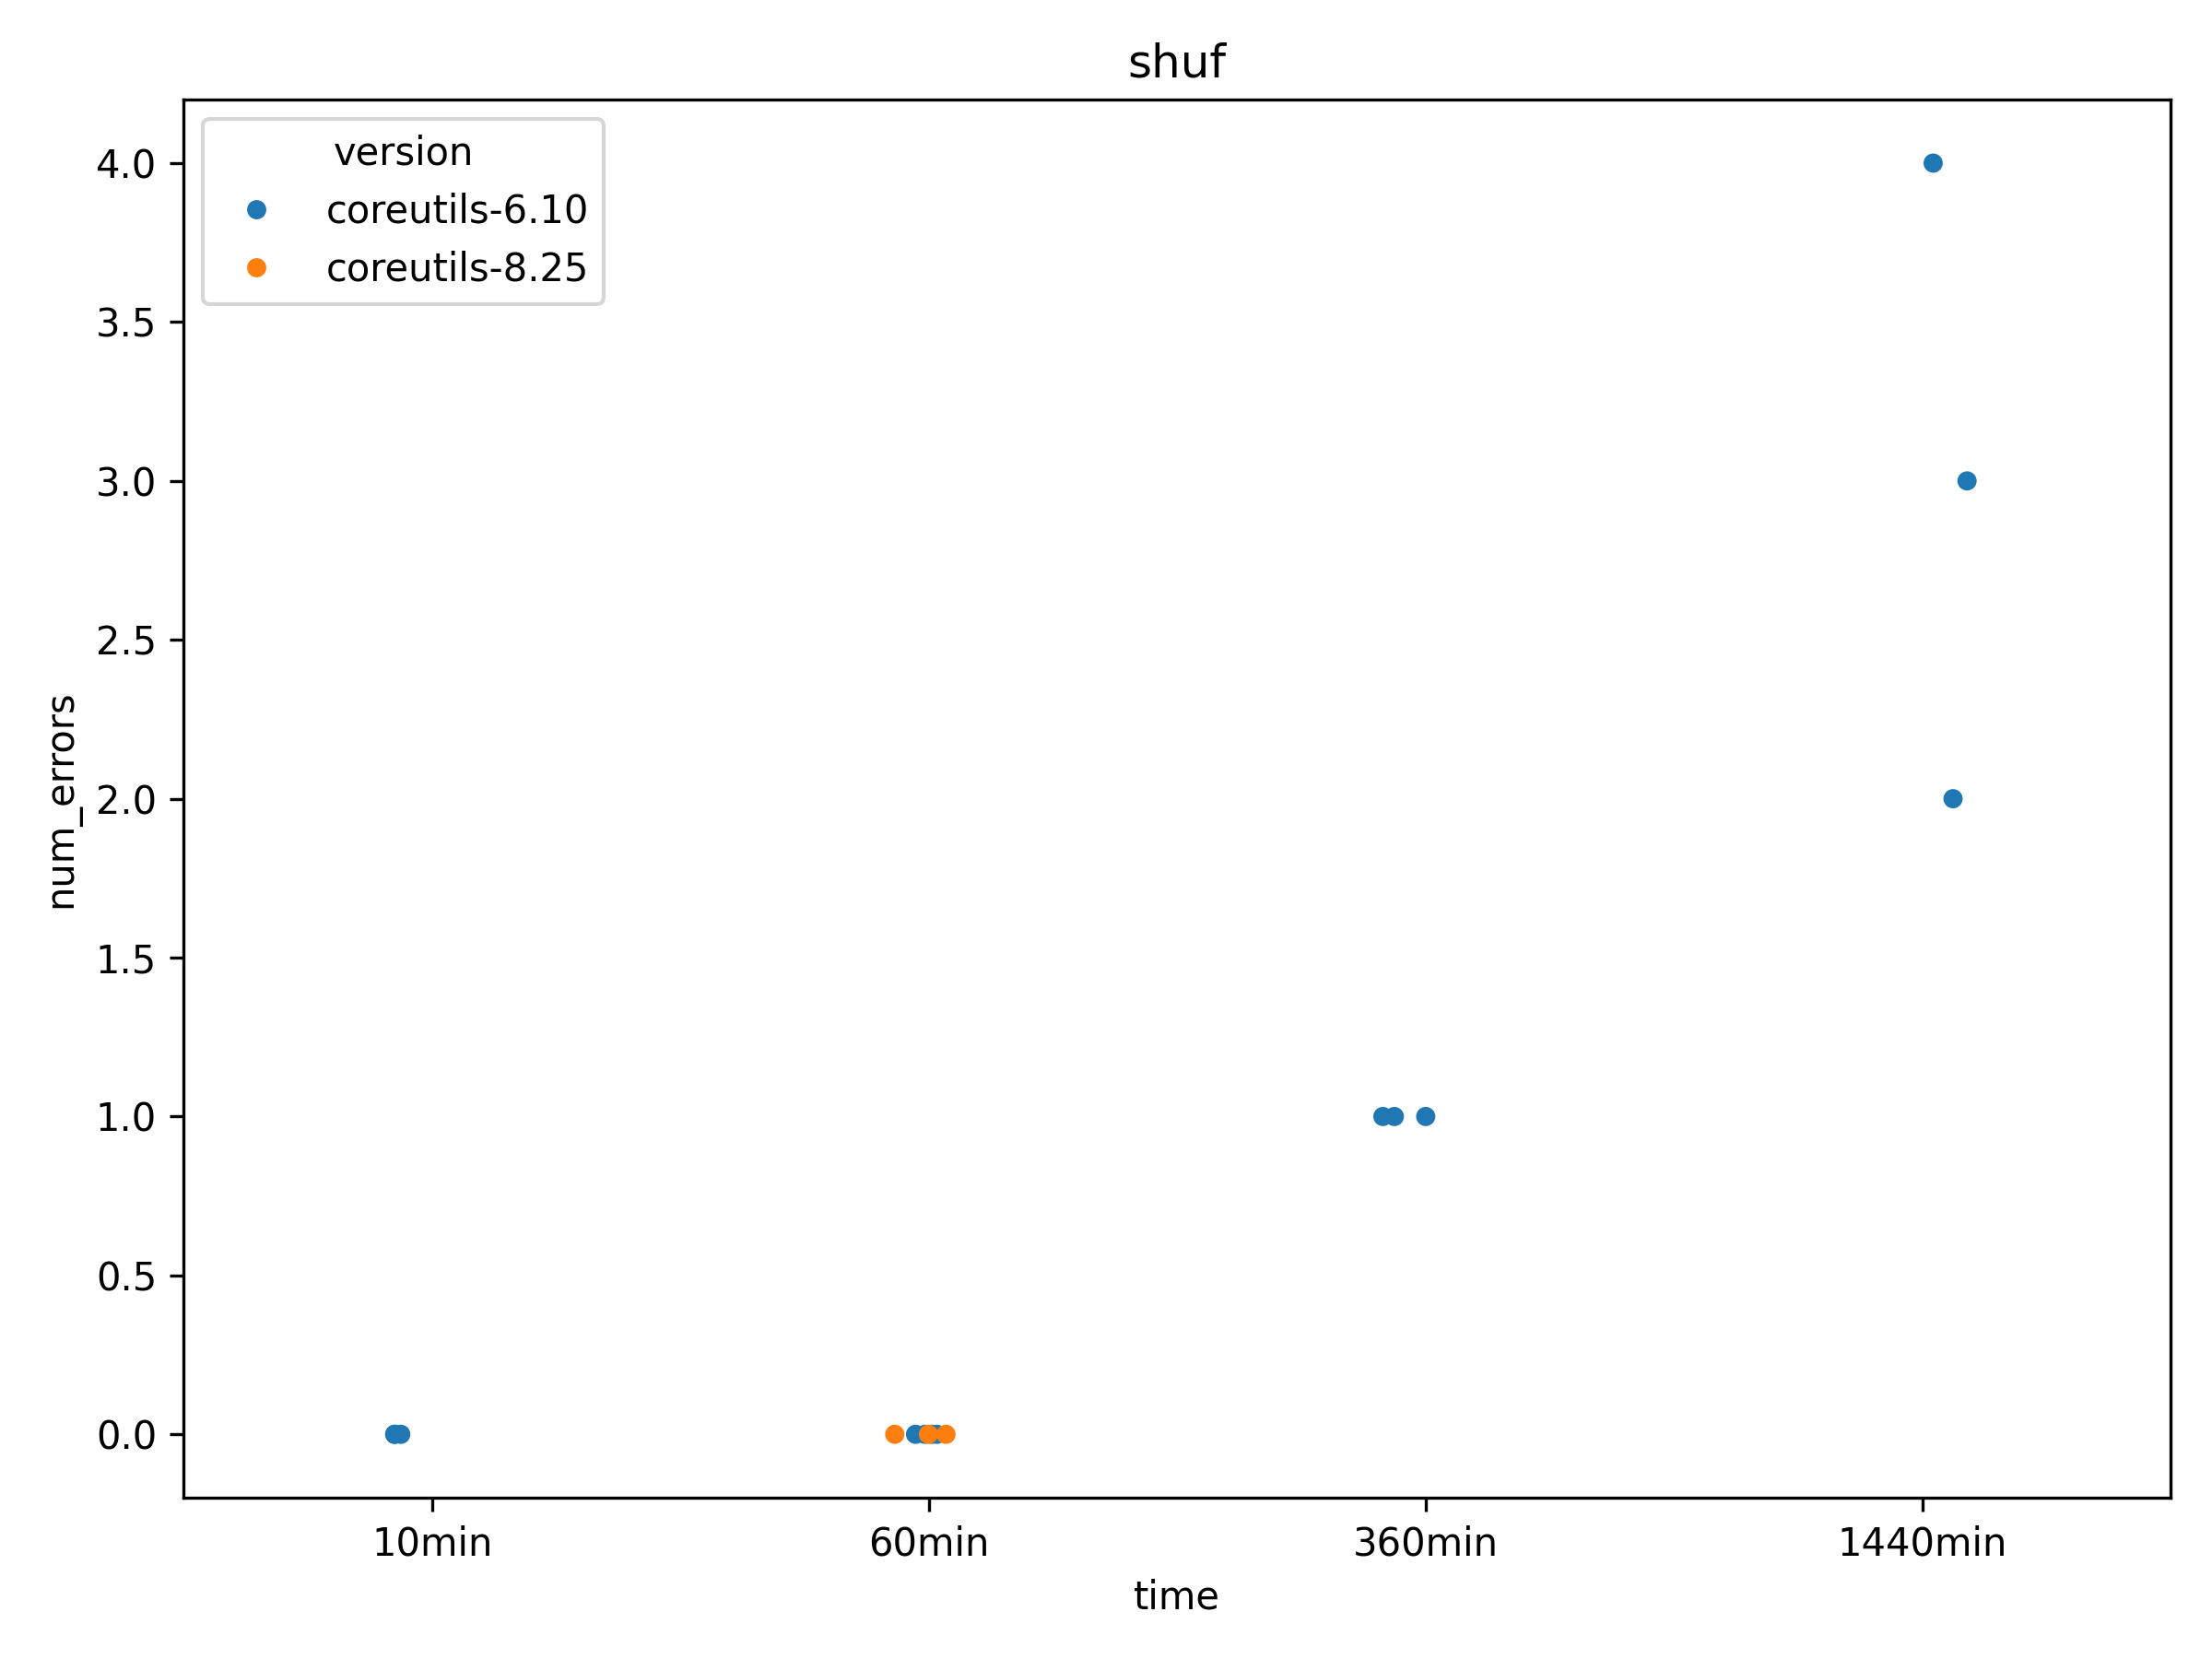 shuf
version
coreutils-6.10
coreutils-8.25
4.0
3.5
3.0
2.5
2.0
1.5
1.0
0.5
0.0
num_errors
10min 60min 360min 1440min
time